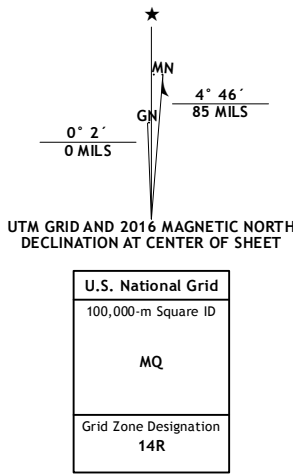 MN
GN
4° 46´
85 MILS
0° 2´
0 MILS
UTM GRID AND 2016 MAGNETIC NORTH
DECLINATION AT CENTER OF SHEET
U.S. National Grid
100,000-m Square ID
MQ
Grid Zone Designation
14R